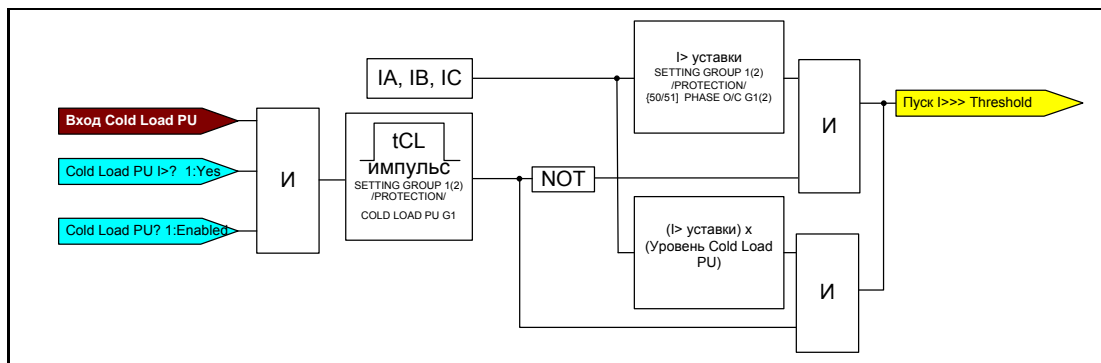 Вход Cold Load PU
Cold Load PU I>? 1:Yes
Cold Load PU? 1:Enabled
И
tCL
импульс
SETTING GROUP 1(2)
/PROTECTION/
COLD LOAD PU G1
IA, IB, IC
NOT
I> уставки
SETTING GROUP 1(2)
/PROTECTION/
{50/51} PHASE O/C G1(2)
(I> уставки) x
(Уровень Cold Load
PU)
И
И
Пуск I>>> Threshold